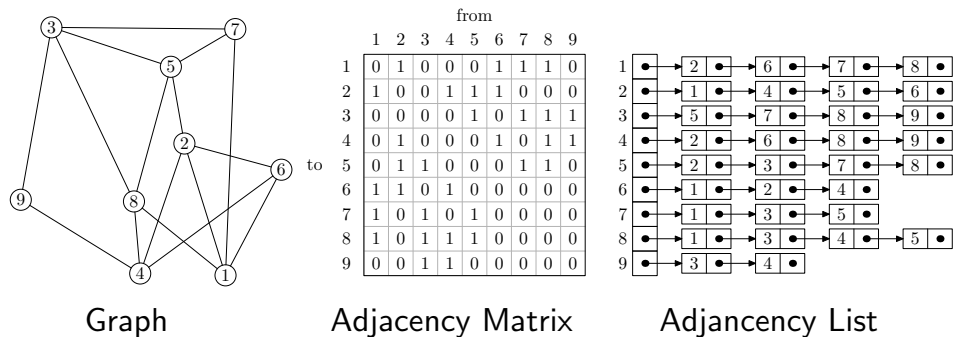 3
7
5
2
6
9
8
4
1
from
1 2 3 4 5 6 7 8 9
to
1 0 1 0 0 0 1 1 1 0
2 1 0 0 1 1 1 0 0 0
3 0 0 0 0 1 0 1 1 1
4 0 1 0 0 0 1 0 1 1
5 0 1 1 0 0 0 1 1 0
6 1 1 0 1 0 0 0 0 0
7 1 0 1 0 1 0 0 0 0
8 1 0 1 1 1 0 0 0 0
9 0 0 1 1 0 0 0 0 0
1 2 6 7 8
2 1 4 5 6
3 5 7 8 9
4 2 6 8 9
5 2 3 7 8
6 1 2 4
7 1 3 5
8 1 3 4 5
9 3 4
Graph
Adjacency Matrix
Adjancency List